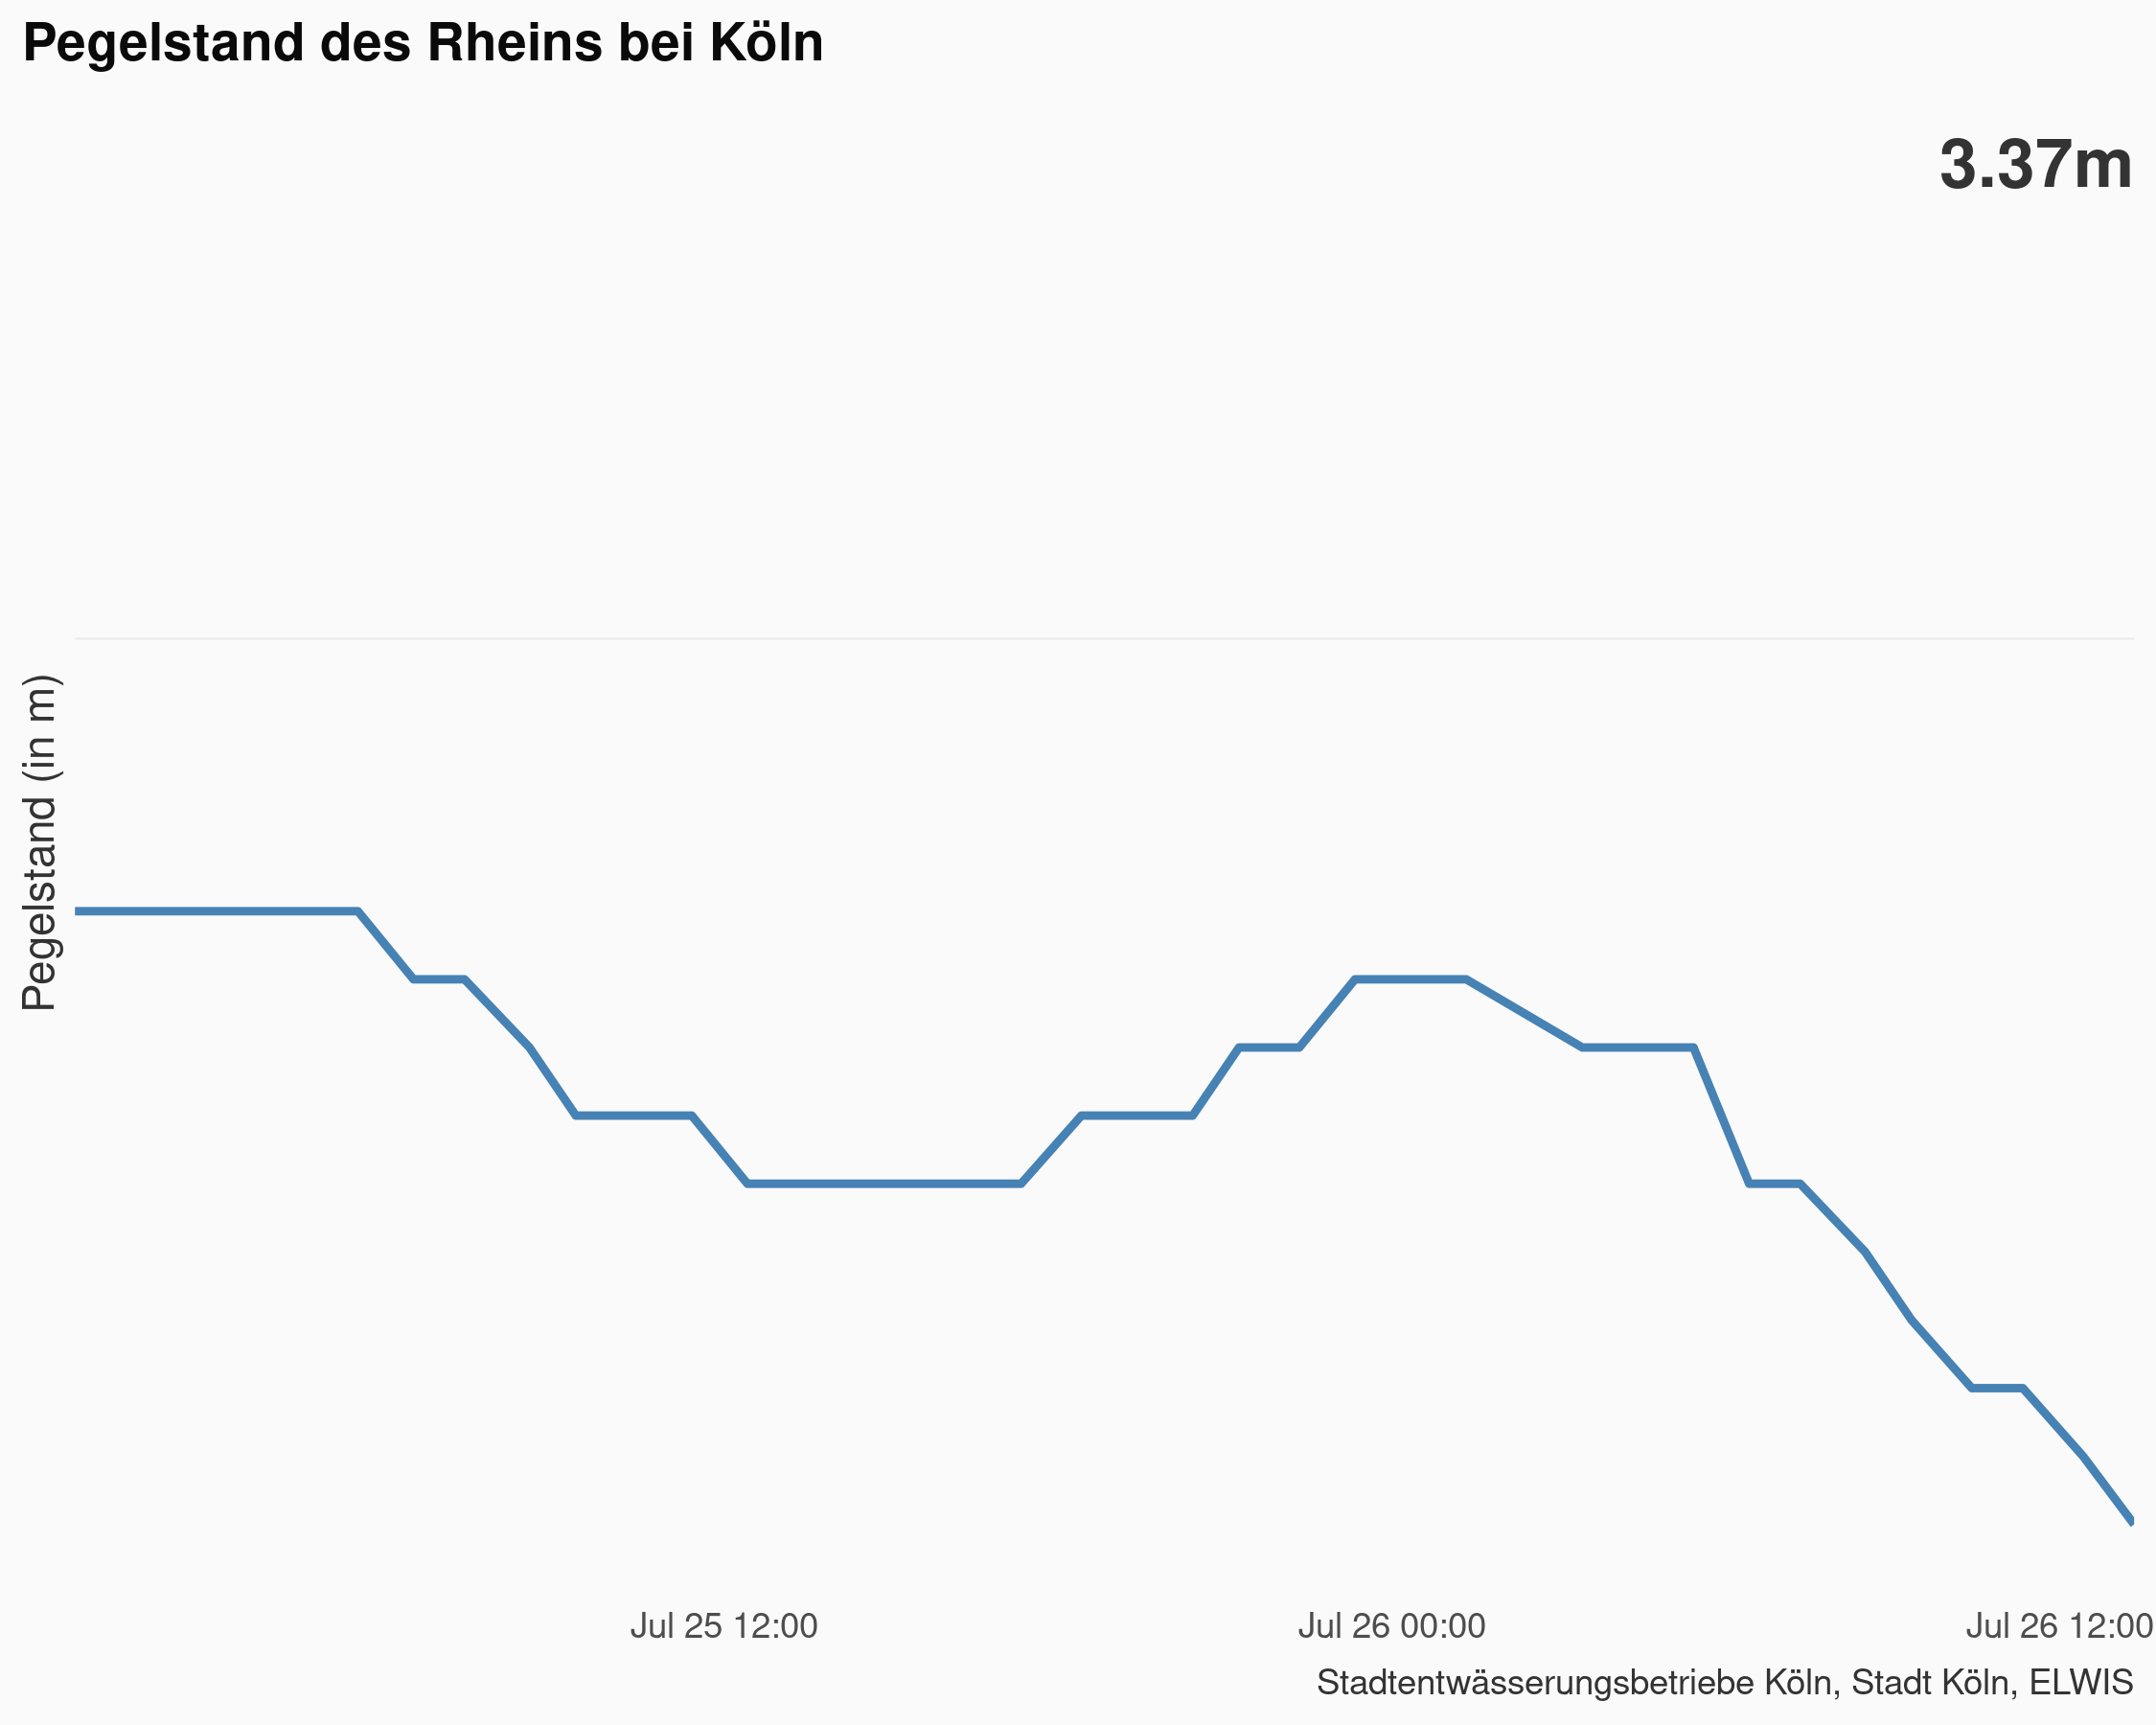 Pegelstand des Rheins bei Köln
3.37m
Pegelstand (in m)
Jul 25 12:00
Jul 26 00:00
Jul 26 12:00
Stadtentwässerungsbetriebe Köln, Stadt Köln, ELWIS